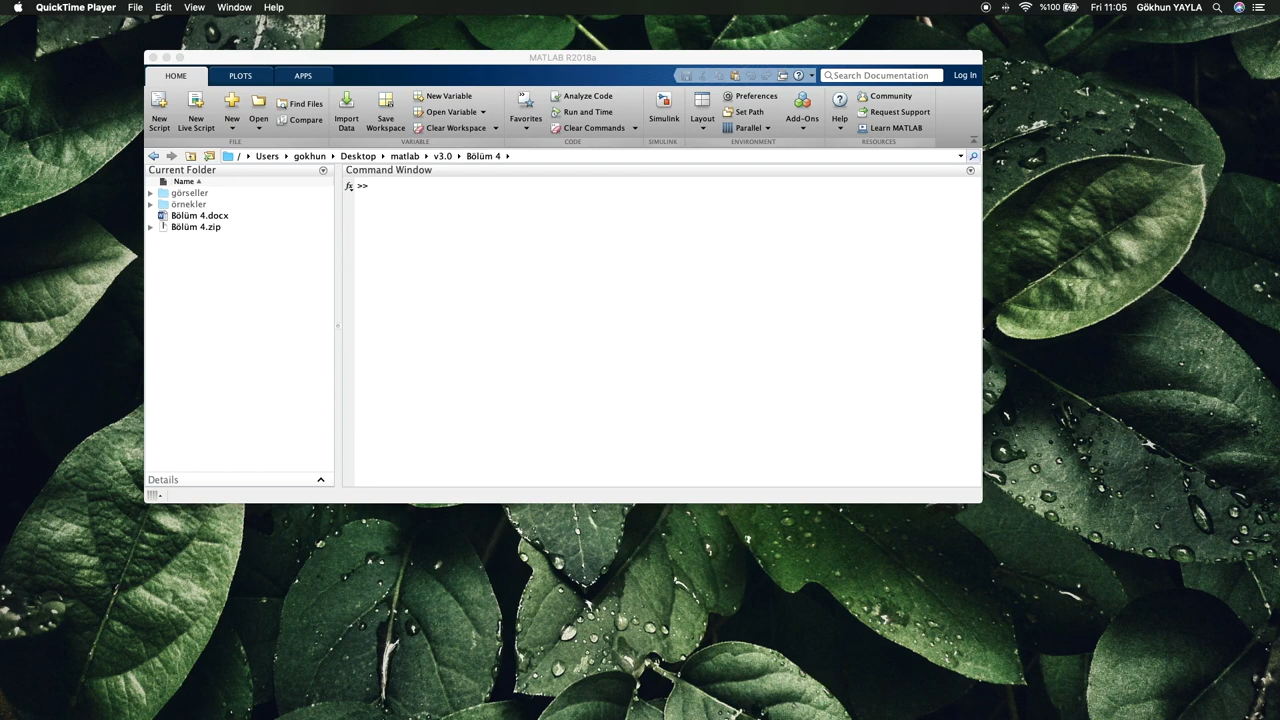 QuickTime Player File Edit View Window Help %100 Fri 11:05 Gökhun YAYLA
MATLAB R2018a
HOME PLOTS APPS Search Documentation Log In
New Script
New Live Script
New
Open
Find Files
Compare
FILE
Import Data
Save Workspace
New Variable
Open Variable
Clear Workspace
VARIABLE
Favorites
Analyze Code
Run and Time
Clear Commands
CODE
Simulink
SIMULINK
Layout
Preferences
Set Path
Parallel
Add-Ons
ENVIRONMENT
Help
Community
Request Support
Learn MATLAB
RESOURCES
/ Users gokhun Desktop matlab v3.0 Bölüm 4
Current Folder
Name
görseller
örnekler
Bölüm 4.docx
Bölüm 4.zip
Details
Command Window
fx >>